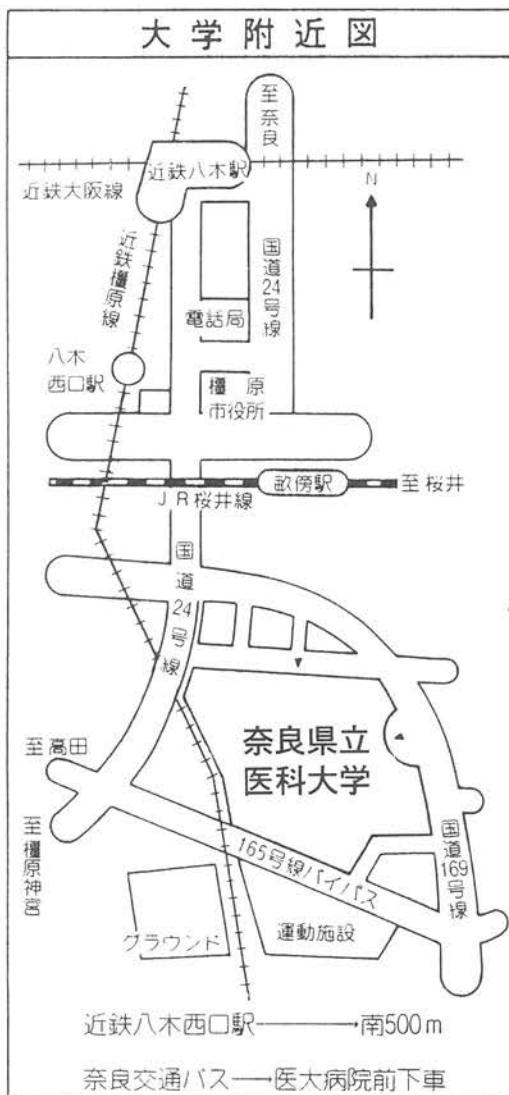 大学附近図
至奈良
近鉄八木駅
近鉄大阪線
N
近鉄橿原線
国道24号線
電話局
八木
西口駅
橿原
市役所
畝傍駅
至桜井
JR桜井線
国道24号線
奈良県立
医科大学
至高田
至橿原神宮
165号線バイパス
国道169号線
グラウンド
運動施設
近鉄八木西口駅→南500m
奈良交通バス→医大病院前下車